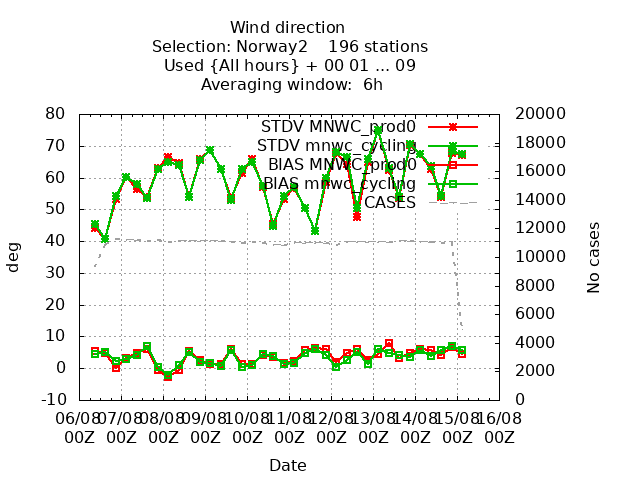 Wind direction
Selection: Norway2    196 stations
Used {All hours} + 00 01 ... 09
Averaging window:  6h
80
70
60
50
40
30
20
10
0
-10
deg
20000
18000
16000
14000
12000
10000
8000
6000
4000
2000
0
No cases
STDV MNWC_prod0
STDV mnwc_cycling
BIAS MNWC_prod0
BIAS mnwc_cycling
CASES
06/08 07/08 08/08 09/08 10/08 11/08 12/08 13/08 14/08 15/08 16/08
00Z 00Z 00Z 00Z 00Z 00Z 00Z 00Z 00Z 00Z 00Z
Date